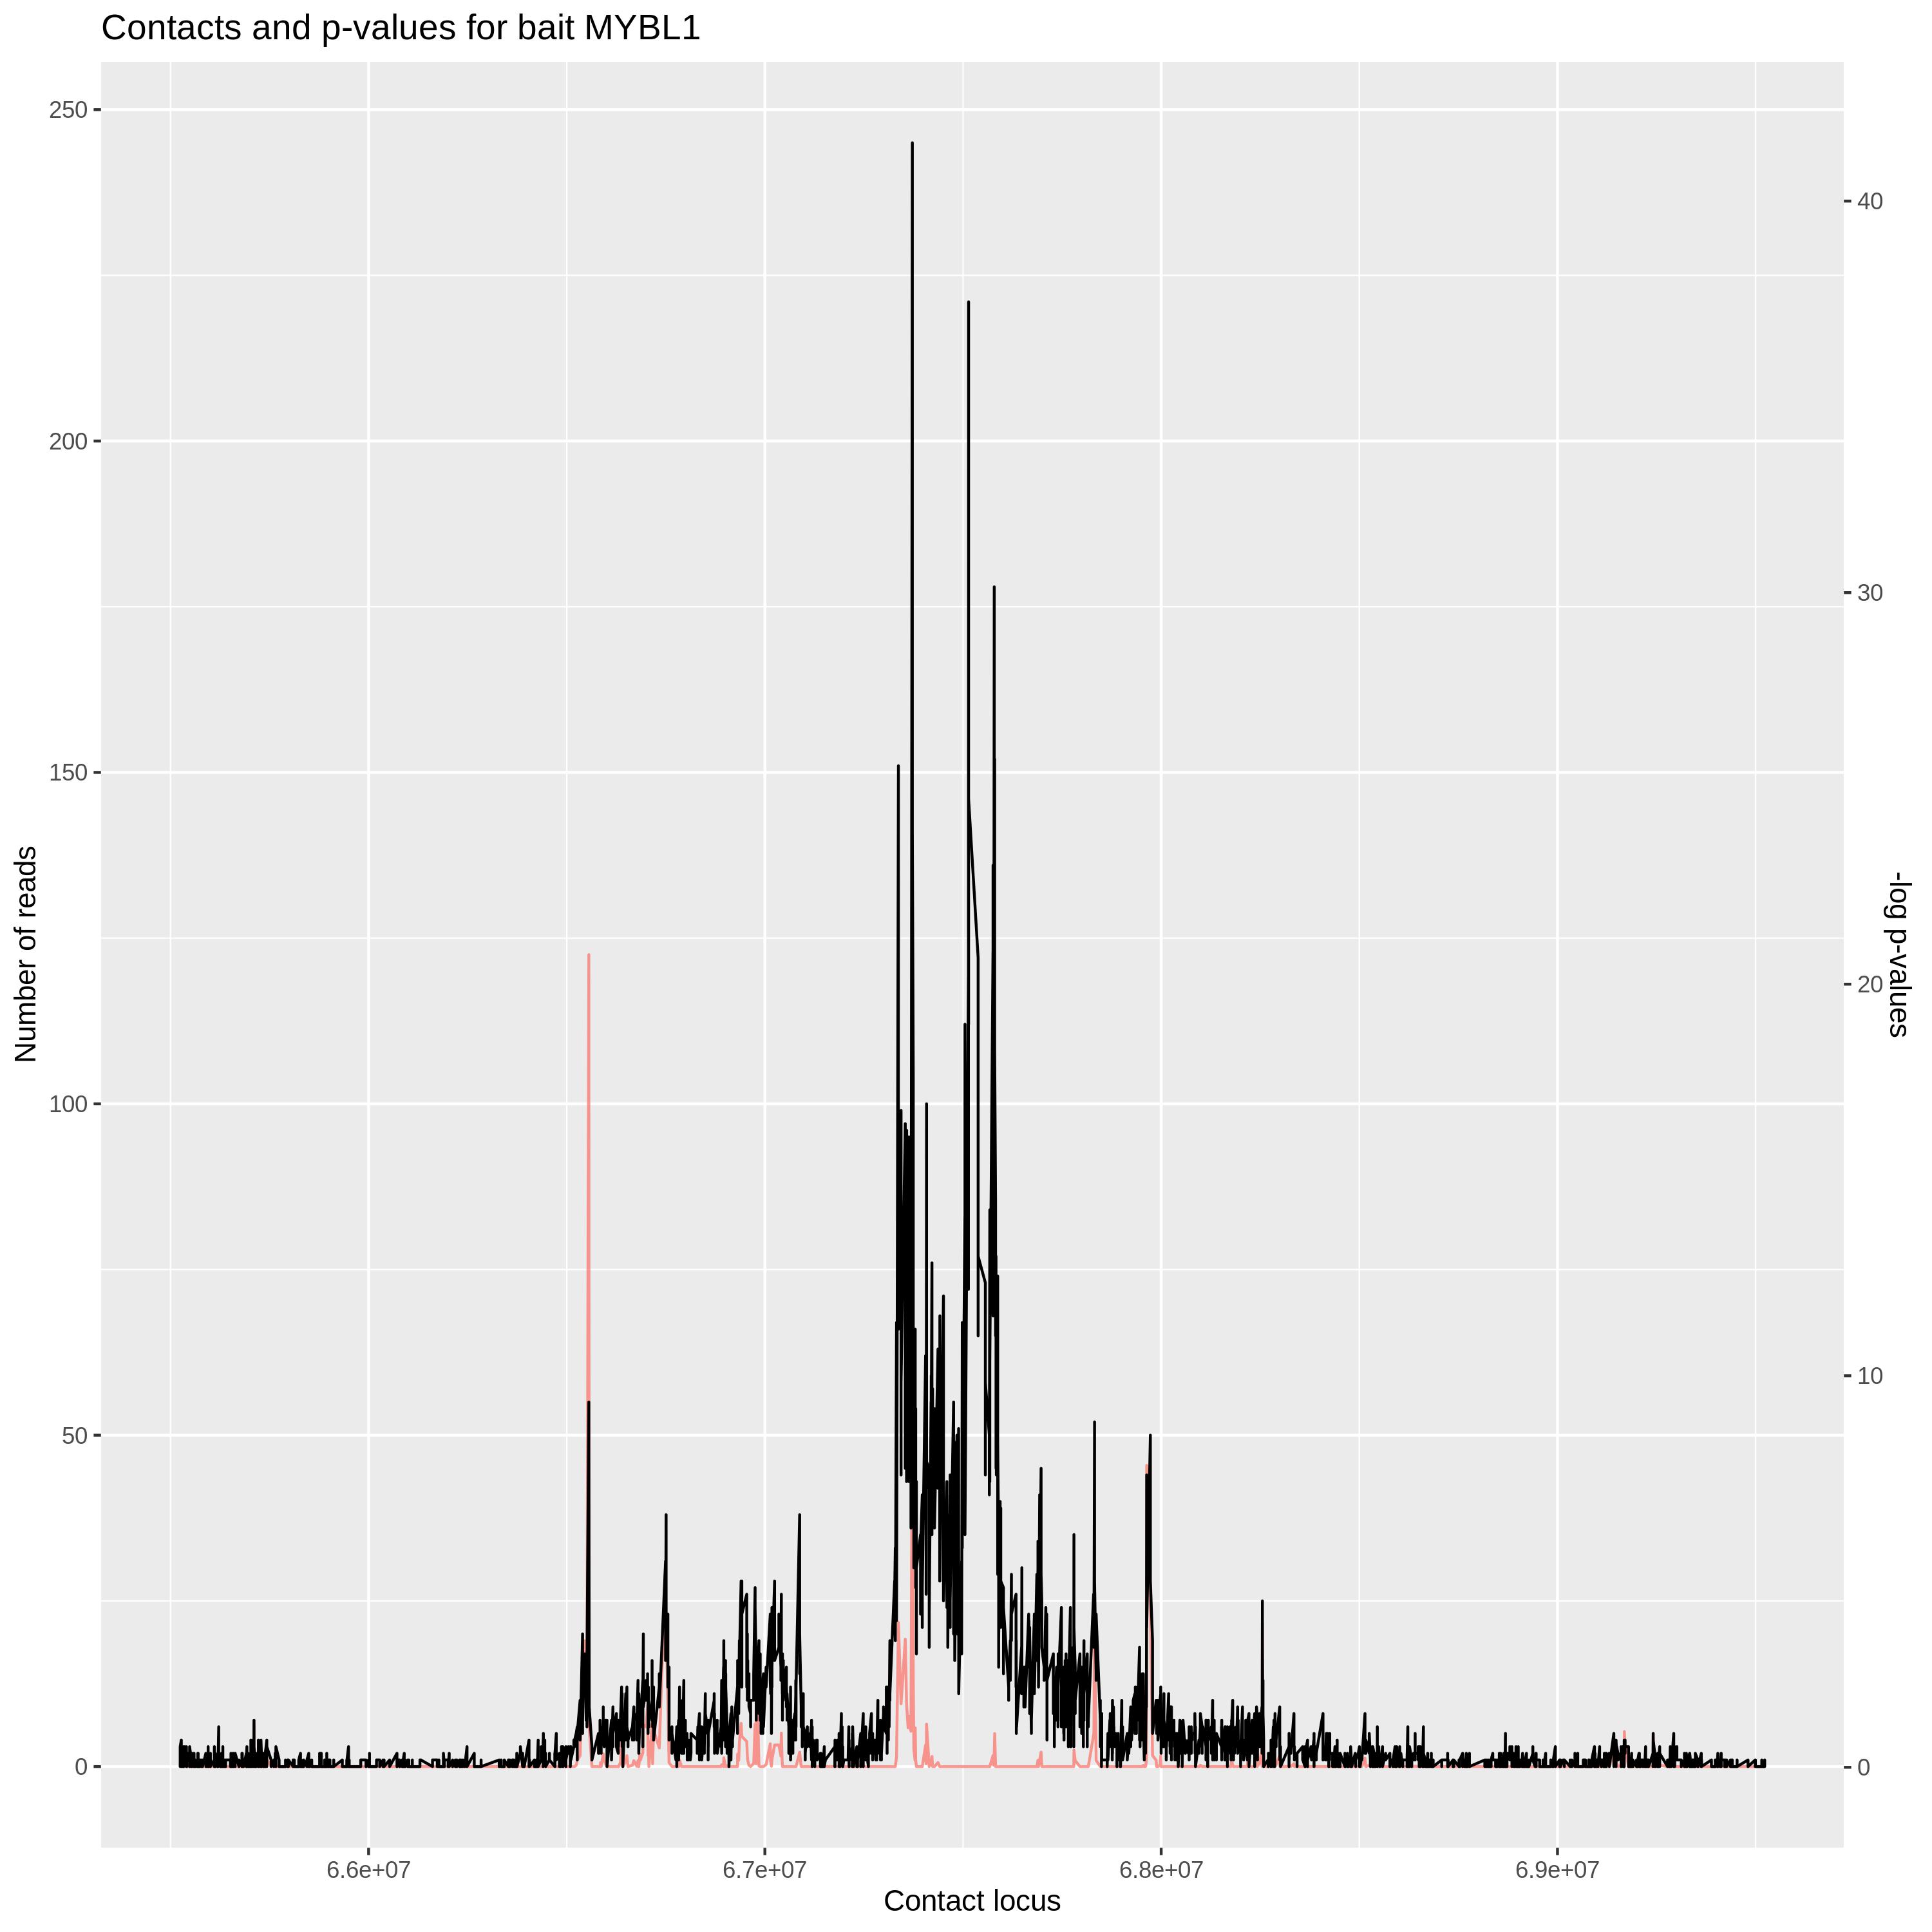 Contacts and p-values for bait MYBL1
250
200
150
100
50
0
Number of reads
40
30
20
10
0
-log p-values
6.6e+07
6.7e+07
6.8e+07
6.9e+07
Contact locus